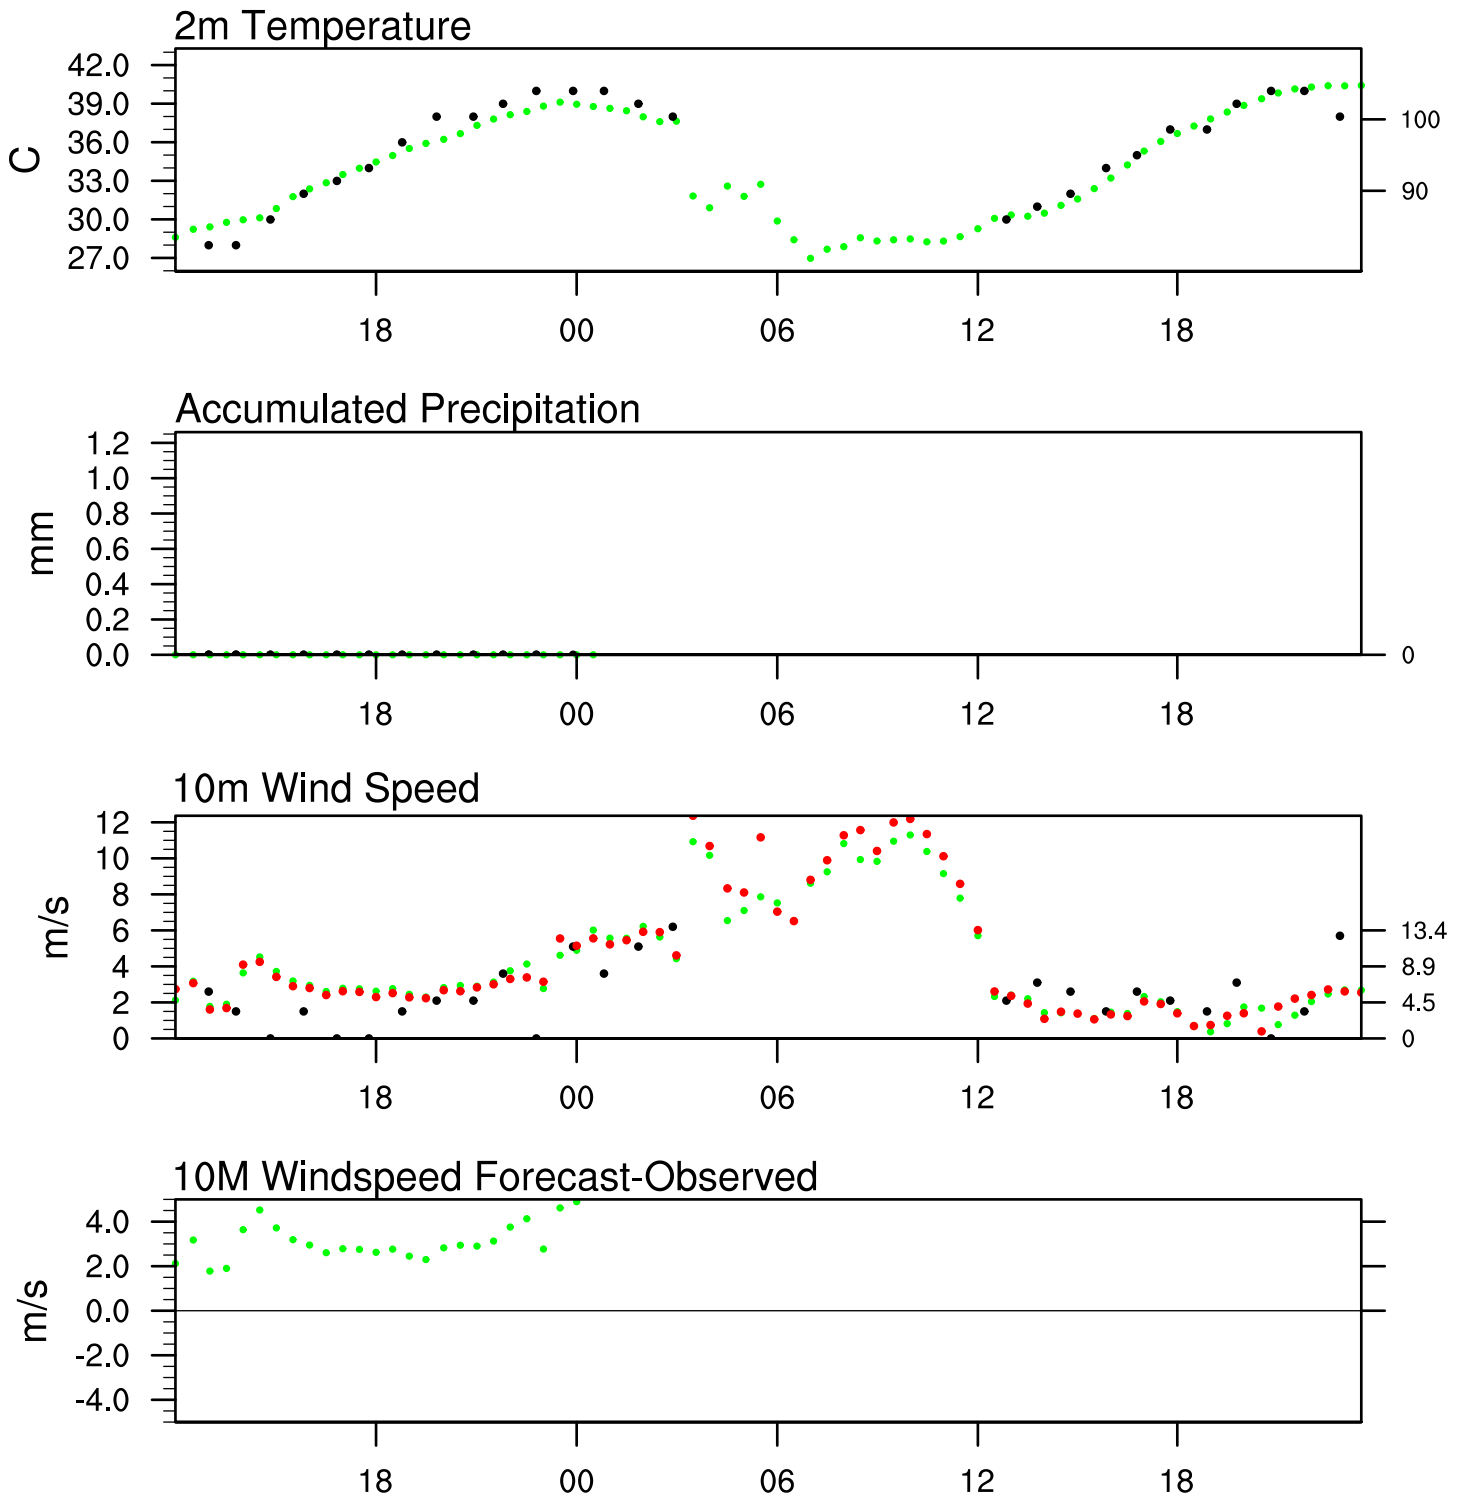 2m Temperature
42.0
39.0
36.0
33.0
30.0
27.0
C
100
90
18 00 06 12 18
Accumulated Precipitation
1.2
1.0
0.8
0.6
0.4
0.2
0.0
mm
0
18 00 06 12 18
10m Wind Speed
12
10
8
6
4
2
0
m/s
13.4
8.9
4.5
0
18 00 06 12 18
10M Windspeed Forecast-Observed
4.0
2.0
0.0
-2.0
-4.0
m/s
18 00 06 12 18